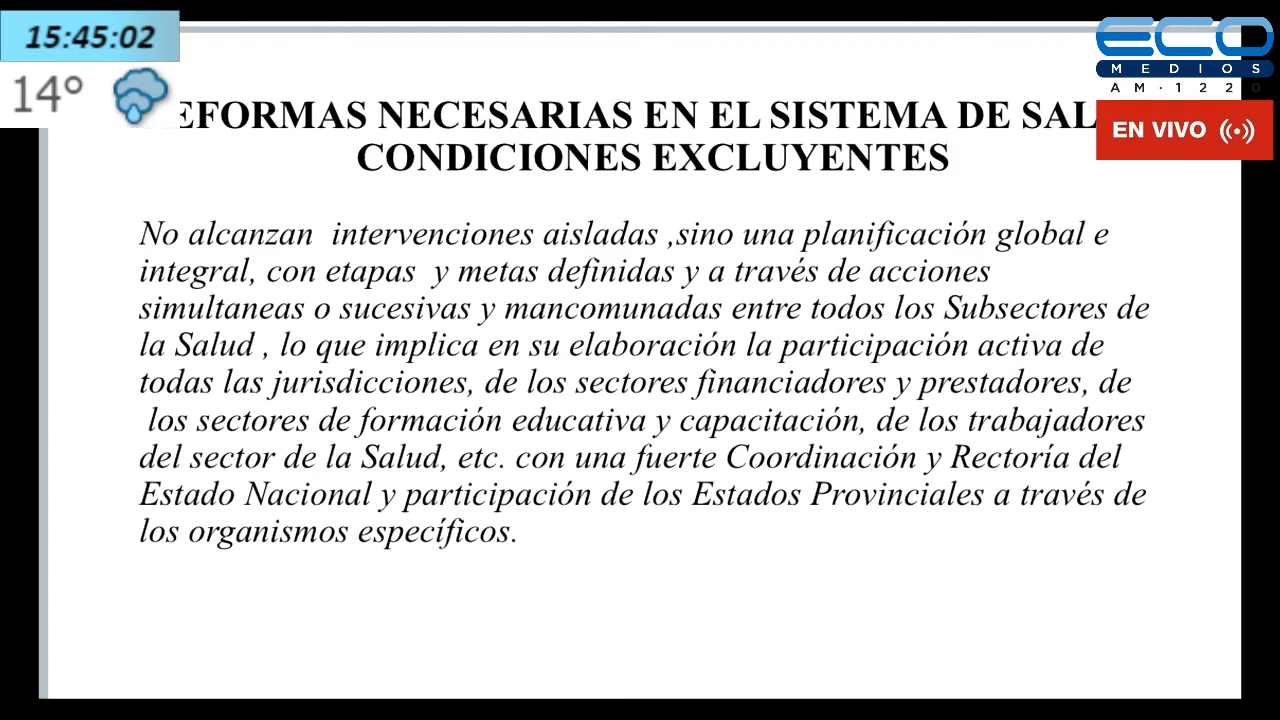 15:45:02
14°
ECO
MEDIOS
AM·1220
EN VIVO
EFORMAS NECESARIAS EN EL SISTEMA DE SAL
CONDICIONES EXCLUYENTES
No alcanzan intervenciones aisladas ,sino una planificación global e
integral, con etapas y metas definidas y a través de acciones
simultaneas o sucesivas y mancomunadas entre todos los Subsectores de
la Salud , lo que implica en su elaboración la participación activa de
todas las jurisdicciones, de los sectores financiadores y prestadores, de
los sectores de formación educativa y capacitación, de los trabajadores
del sector de la Salud, etc. con una fuerte Coordinación y Rectoría del
Estado Nacional y participación de los Estados Provinciales a través de
los organismos específicos.